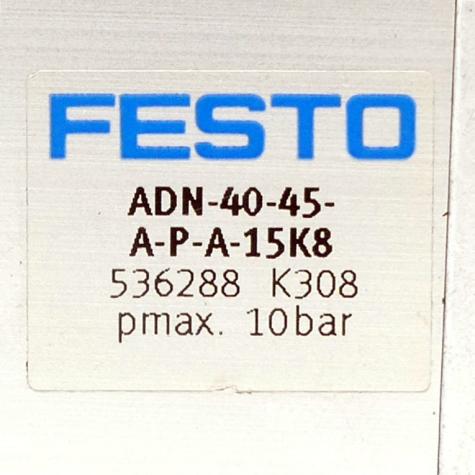 FESTO
ADN-40-45-
A-P-A-15K8
536288 K308
pmax. 10bar